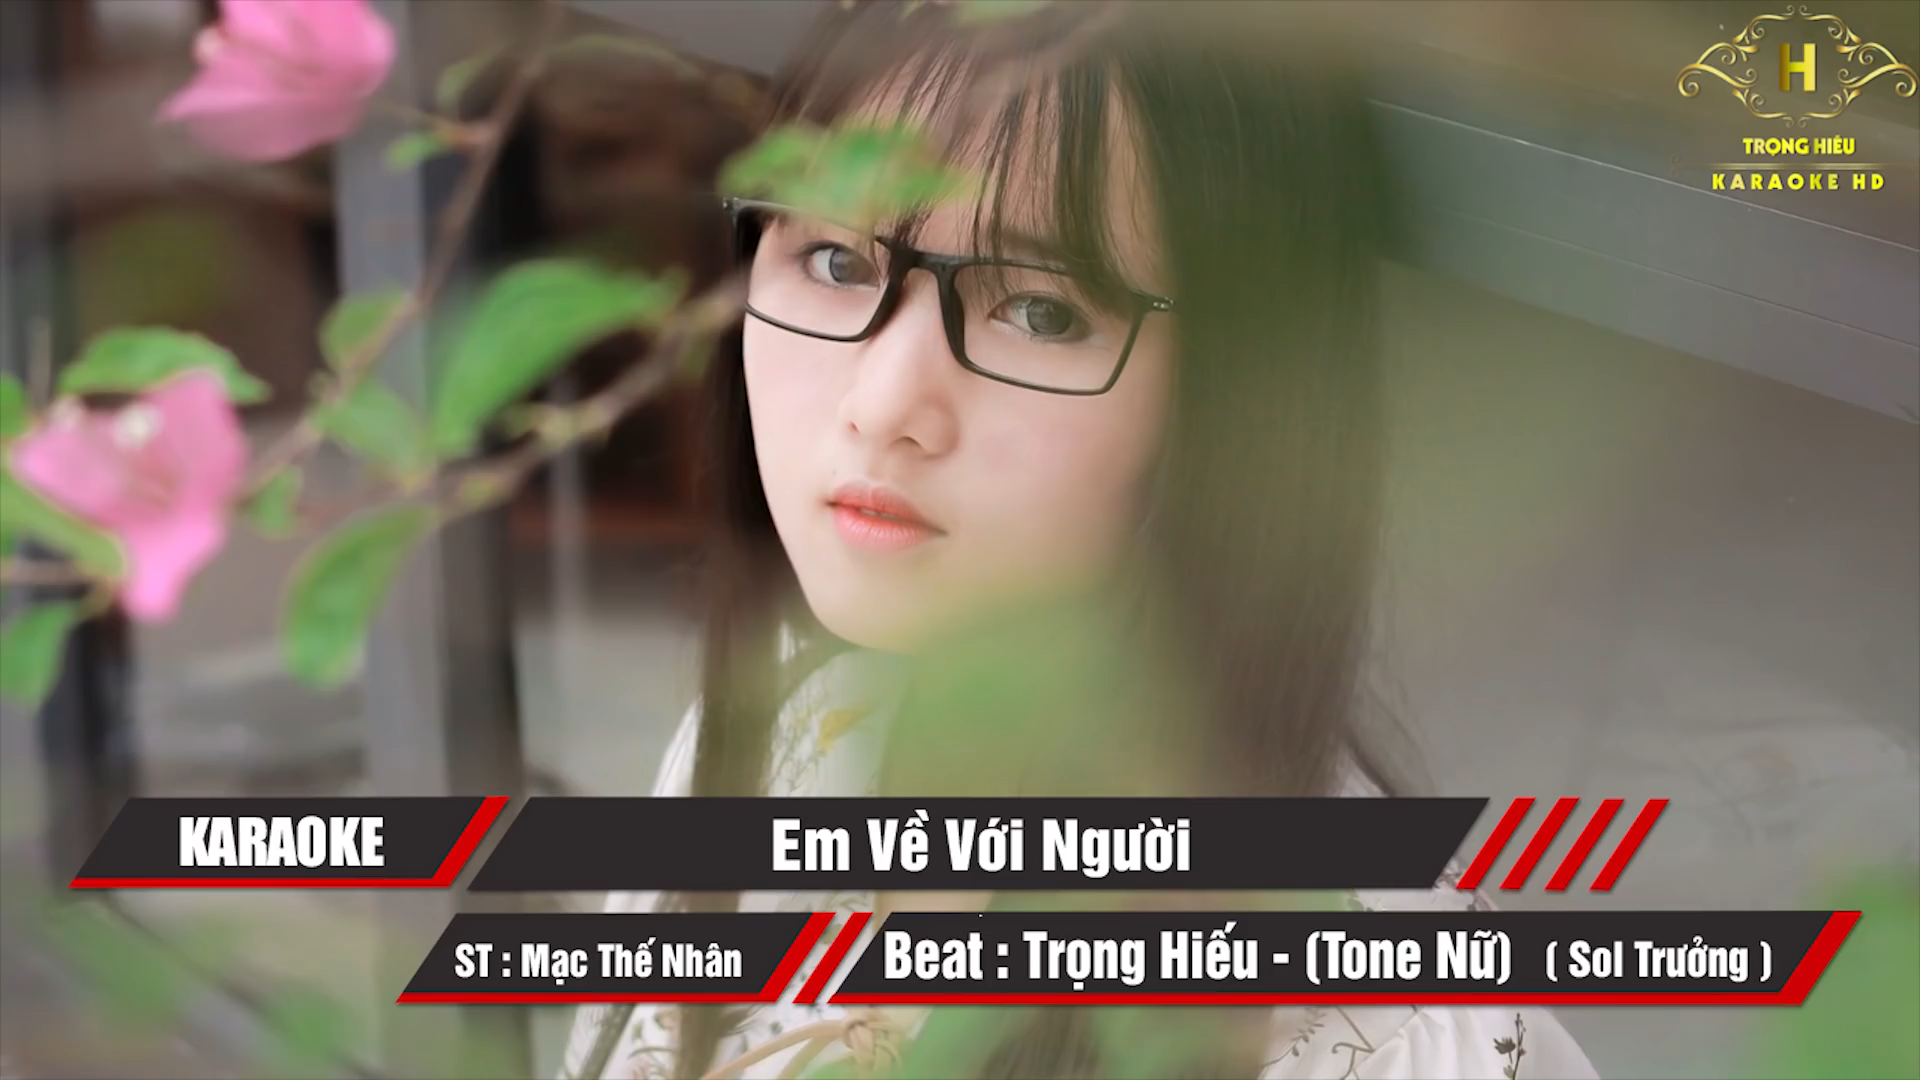 H
TRỌNG HIẾU
KARAOKE HD
KARAOKE
Em Về Với Người
ST : Mạc Thế Nhân
Beat : Trọng Hiếu - (Tone Nữ) ( Sol Trưởng )